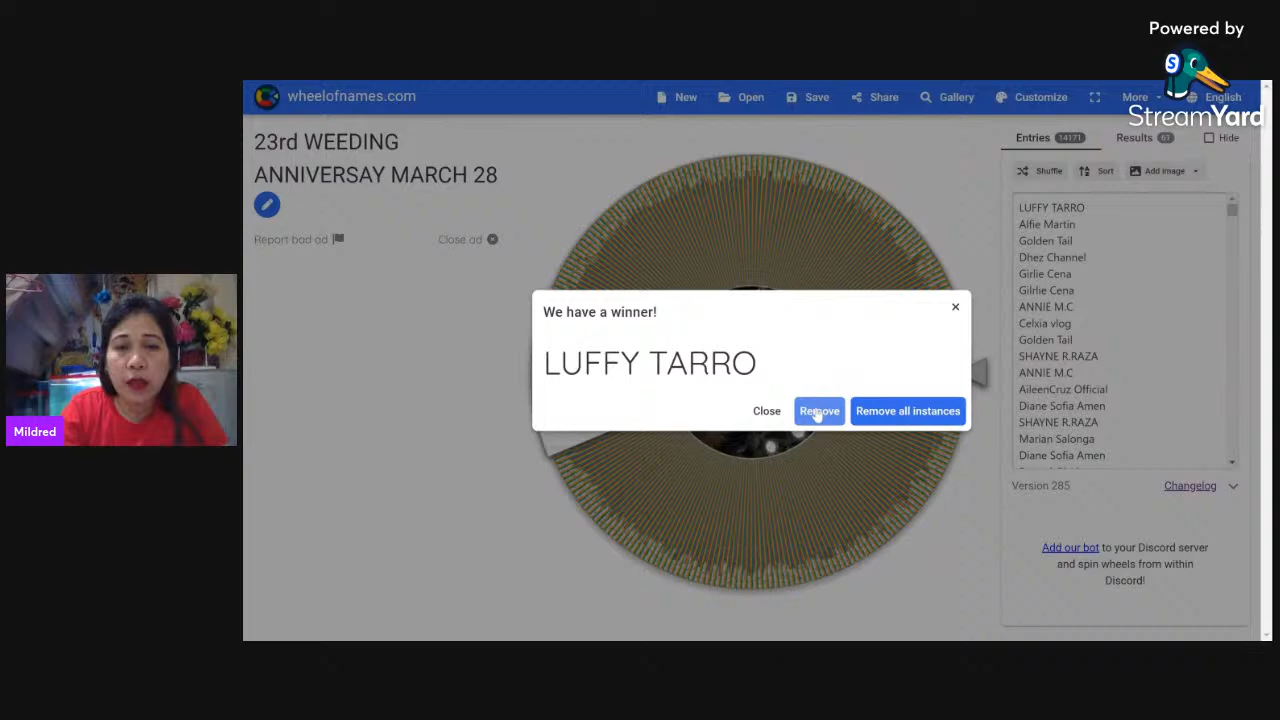 Powered by
StreamYard
wheelofnames.com
New
Open
Save
Share
Gallery
Customize
More
English
23rd WEEDING
ANNIVERSAY MARCH 28
Report bad ad
Close ad
Entries 14171
Results 61
Hide
Shuffle
Sort
Add image
LUFFY TARRO
Alfie Martin
Golden Tail
Dhez Channel
Girlie Cena
Gilrlie Cena
ANNIE M.C
Celxia vlog
Golden Tail
SHAYNE R.RAZA
ANNIE M.C
AileenCruz Official
Diane Sofia Amen
SHAYNE R.RAZA
Marian Salonga
Diane Sofia Amen
Version 285
Changelog
Add our bot to your Discord server
and spin wheels from within
Discord!
We have a winner!
LUFFY TARRO
Close
Remove
Remove all instances
Mildred